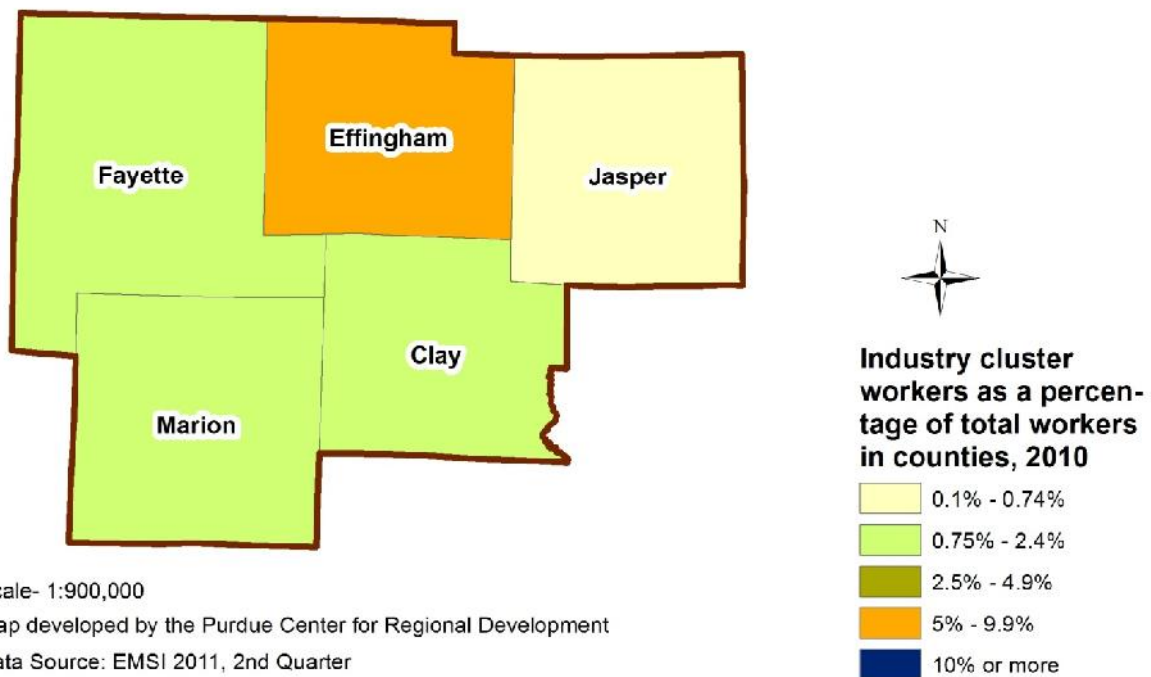 Effingham
Fayette
Jasper
Clay
Marion
N
Industry cluster
workers as a percen-
tage of total workers
in counties, 2010
0.1% - 0.74%
0.75% - 2.4%
2.5% - 4.9%
5% - 9.9%
10% or more
cale- 1:900,000
ap developed by the Purdue Center for Regional Development
ata Source: EMSI 2011, 2nd Quarter